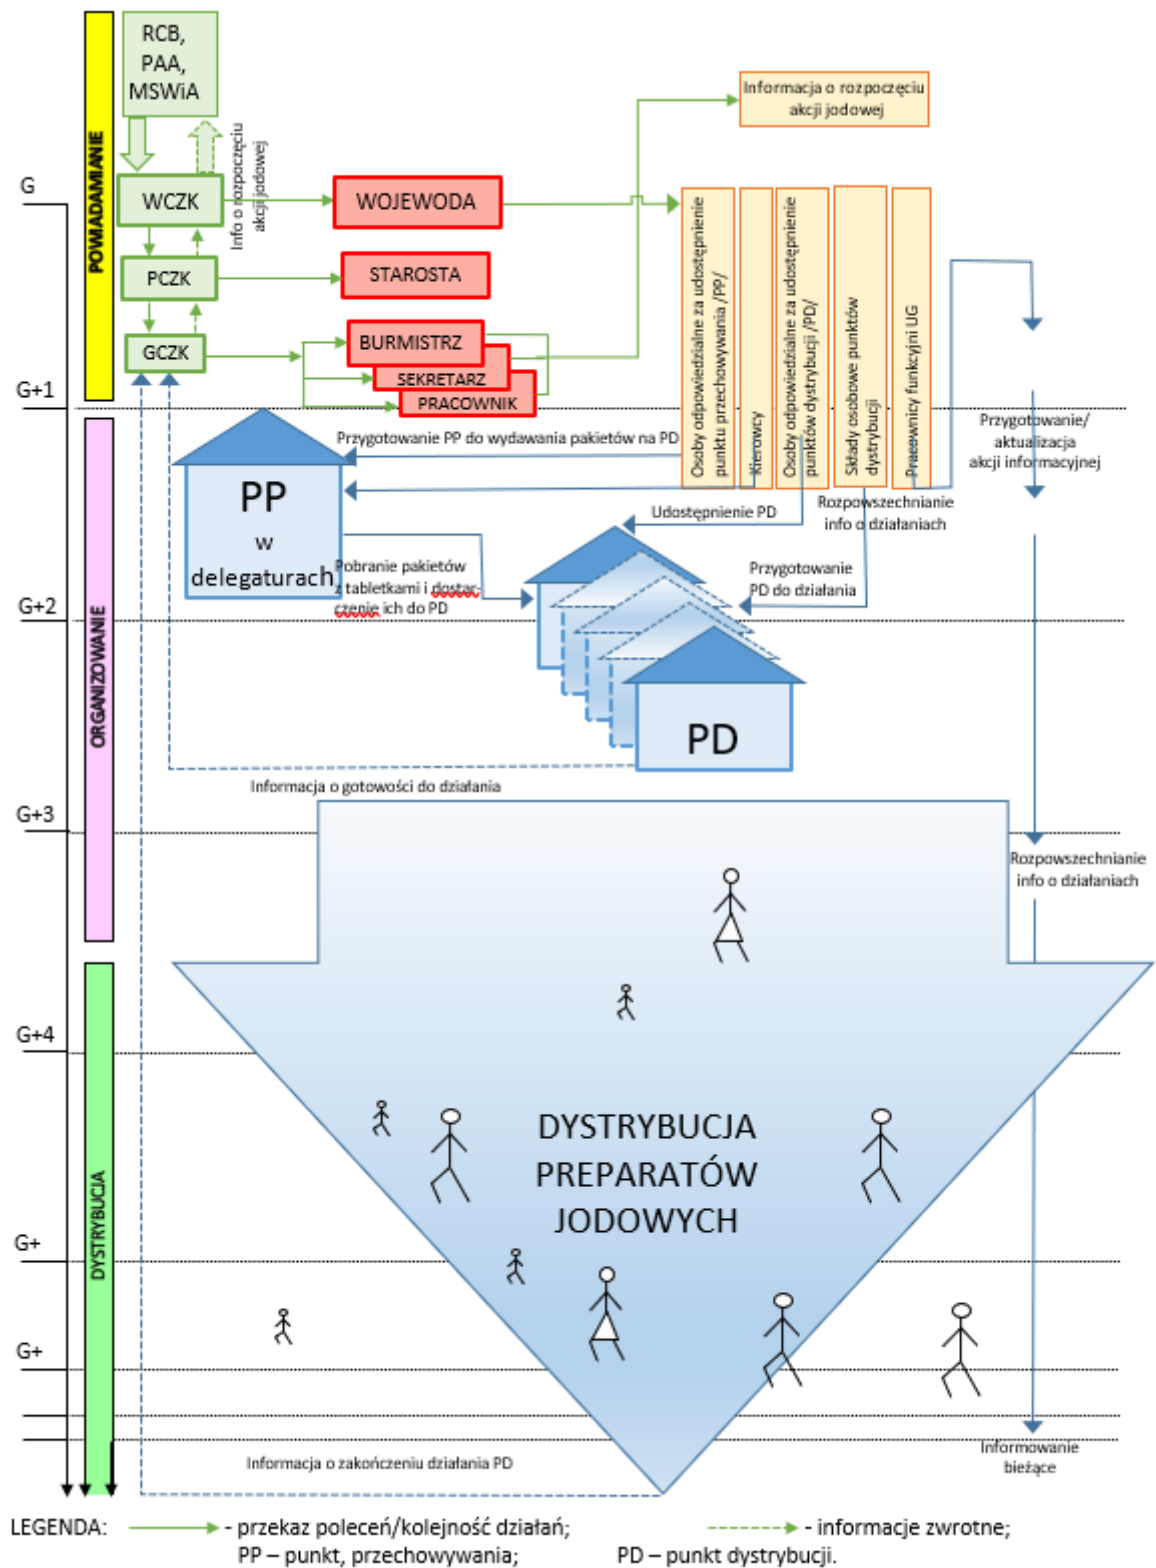 RCB,
PAA,
MSWiA
POWIADAMIANIE
Info o rozpoczęciu
akcji jodowej
Informacja o rozpoczęciu
akcji jodowej
G
WCZK
WOJEWODA
PCZK
STAROSTA
GCZK
BURMISTRZ
SEKRETARZ
PRACOWNIK
Osoby odpowiedzialne za udostępnienie
punktu przechowywania /PP/
Kierowcy
Osoby odpowiedzialne za udostępnienie
punktów dystrybucji /PD/
Składy osobowe punktów
dystrybucji
Pracownicy funkcyjni UG
G+1
Przygotowanie PP do wydawania pakietów na PD
Przygotowanie/
aktualizacja
akcji informacyjnej
PP
w
delegaturach
Udostępnienie PD
Rozpowszechnianie
info o działaniach
Pobranie pakietów
z tabletkami i dostar-
czenie ich do PD
Przygotowanie
PD do działania
G+2
ORGANIZOWANIE
PD
Informacja o gotowości do działania
G+3
Rozpowszechnianie
info o działaniach
G+4
DYSTRYBUCJA
PREPARATÓW
JODOWYCH
DYSTRYBUCJA
G+
G+
Informacja o zakończeniu działania PD
Informowanie
bieżące
LEGENDA: - przekaz poleceń/kolejność działań; - informacje zwrotne;
PP – punkt, przechowywania; PD – punkt dystrybucji.